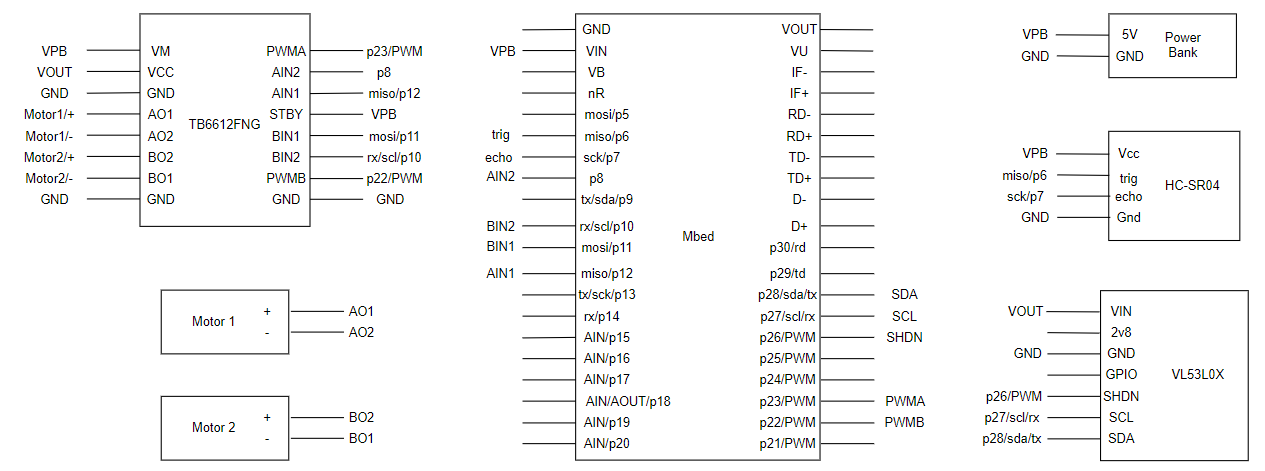 VPB VM PWMA p23/PWM
VOUT VCC AIN2 p8
GND GND AIN1 miso/p12
Motor1/+ AO1 STBY VPB
TB6612FNG
Motor1/- AO2 BIN1 mosi/p11
Motor2/+ BO2 BIN2 rx/scl/p10
Motor2/- BO1 PWMB p22/PWM
GND GND GND GND
Motor 1
+ AO1
- AO2
Motor 2
+ BO2
- BO1
GND VOUT
VPB VIN VU
VB IF-
nR IF+
mosi/p5 RD-
trig miso/p6 RD+
echo sck/p7 TD-
AIN2 p8 TD+
tx/sda/p9 D-
BIN2 rx/scl/p10 D+
Mbed
BIN1 mosi/p11 p30/rd
AIN1 miso/p12 p29/td
tx/sck/p13 p28/sda/tx SDA
rx/p14 p27/scl/rx SCL
AIN/p15 p26/PWM SHDN
AIN/p16 p25/PWM
AIN/p17 p24/PWM
AIN/AOUT/p18 p23/PWM PWMA
AIN/p19 p22/PWM PWMB
AIN/p20 p21/PWM
VPB 5V
GND GND
Power
Bank
VPB Vcc
miso/p6 trig
HC-SR04
sck/p7 echo
GND Gnd
VOUT VIN
2v8
GND GND
GPIO
VL53L0X
p26/PWM SHDN
p27/scl/rx SCL
p28/sda/tx SDA